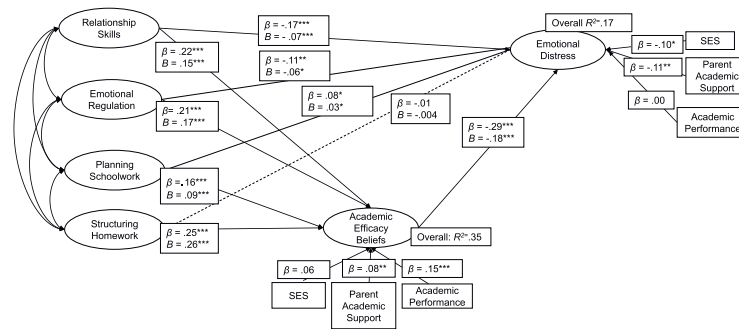 Relationship
Skills
Emotional
Regulation
Planning
Schoolwork
Structuring
Homework
β = -.17***
B = - .07***
β = .22***
B = .15***
β = -.11**
B = -.06*
β= .21***
B = .17***
β = .08*
B = .03*
β = -.01
B = -.004
β =.16***
B = .09***
β = .25***
B = .26***
β = -.29***
B = -.18***
Overall R²=.17
Emotional
Distress
β = -.10*
SES
β = -.11**
Parent
Academic
Support
β = .00
Academic
Performance
Academic
Efficacy
Beliefs
Overall: R²=.35
β = .06
β = .08**
β = .15***
SES
Parent
Academic
Support
Academic
Performance